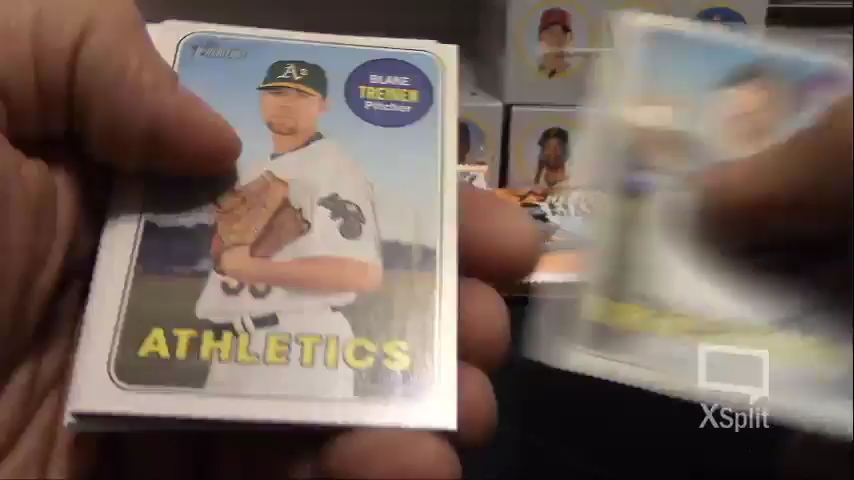 Heritage
A's
BLAKE
TREINEN
Pitcher
ATHLETICS
XSplit